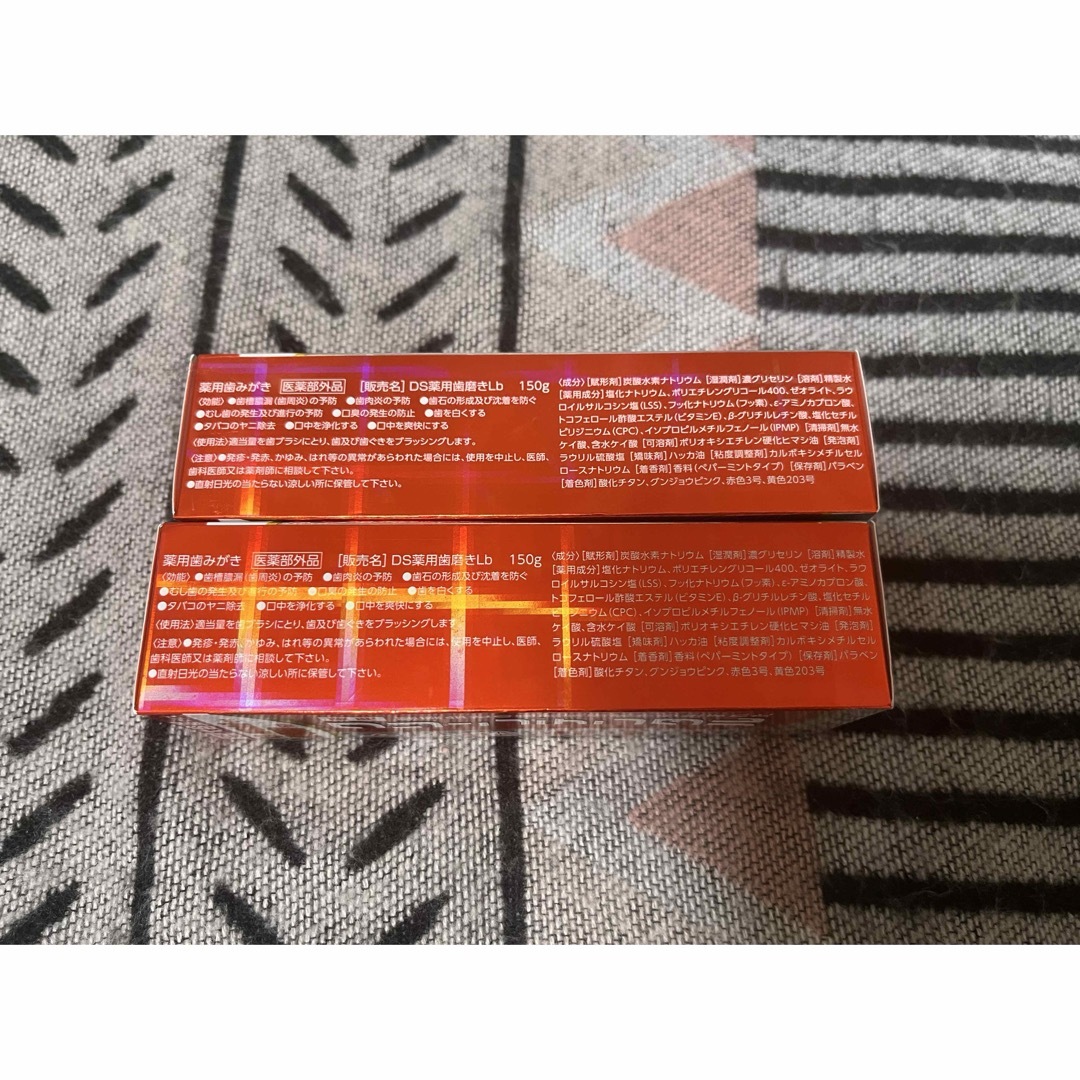 薬用歯みがき 医薬部外品 [販売名] DS薬用歯磨きLb 150g
〈効能〉●歯槽膿漏(歯周炎)の予防 ●歯肉炎の予防 ●歯石の形成及び沈着を防ぐ
●むし歯の発生及び進行の予防 ●口臭の発生の防止 ●歯を白くする
●タバコのヤニ除去 ●口中を浄化する ●口中を爽快にする
〈使用法〉適当量を歯ブラシにとり、歯及び歯ぐきをブラッシングします。
〈注意〉●発疹・発赤、かゆみ、はれ等の異常があらわれた場合には、使用を中止し、医師、
歯科医師又は薬剤師に相談して下さい。
●直射日光の当たらない涼しい所に保管して下さい。
〈成分〉[賦形剤]炭酸水素ナトリウム [湿潤剤]濃グリセリン [溶剤]精製水
[薬用成分]塩化ナトリウム、ポリエチレングリコール400、ゼオライト、ラウ
ロイルサルコシン塩(LSS)、フッ化ナトリウム(フッ素)、ε-アミノカプロン酸、
トコフェロール酢酸エステル(ビタミンE)、β-グリチルレチン酸、塩化セチル
ピリジニウム(CPC)、イソプロピルメチルフェノール(IPMP) [清掃剤]無水
ケイ酸、含水ケイ酸 [可溶剤]ポリオキシエチレン硬化ヒマシ油 [発泡剤]
ラウリル硫酸塩 [矯味剤]ハッカ油 [粘度調整剤]カルボキシメチルセル
ロースナトリウム [着香剤]香料(ペパーミントタイプ) [保存剤]パラベン
[着色剤]酸化チタン、グンジョウピンク、赤色3号、黄色203号
薬用歯みがき 医薬部外品 [販売名] DS薬用歯磨きLb 150g
〈効能〉●歯槽膿漏(歯周炎)の予防 ●歯肉炎の予防 ●歯石の形成及び沈着を防ぐ
●むし歯の発生及び進行の予防 ●口臭の発生の防止 ●歯を白くする
●タバコのヤニ除去 ●口中を浄化する ●口中を爽快にする
〈使用法〉適当量を歯ブラシにとり、歯及び歯ぐきをブラッシングします。
〈注意〉●発疹・発赤、かゆみ、はれ等の異常があらわれた場合には、使用を中止し、医師、
歯科医師又は薬剤師に相談して下さい。
●直射日光の当たらない涼しい所に保管して下さい。
〈成分〉[賦形剤]炭酸水素ナトリウム [湿潤剤]濃グリセリン [溶剤]精製水
[薬用成分]塩化ナトリウム、ポリエチレングリコール400、ゼオライト、ラウ
ロイルサルコシン塩(LSS)、フッ化ナトリウム(フッ素)、ε-アミノカプロン酸、
トコフェロール酢酸エステル(ビタミンE)、β-グリチルレチン酸、塩化セチル
ピリジニウム(CPC)、イソプロピルメチルフェノール(IPMP) [清掃剤]無水
ケイ酸、含水ケイ酸 [可溶剤]ポリオキシエチレン硬化ヒマシ油 [発泡剤]
ラウリル硫酸塩 [矯味剤]ハッカ油 [粘度調整剤]カルボキシメチルセル
ロースナトリウム [着香剤]香料(ペパーミントタイプ) [保存剤]パラベン
[着色剤]酸化チタン、グンジョウピンク、赤色3号、黄色203号